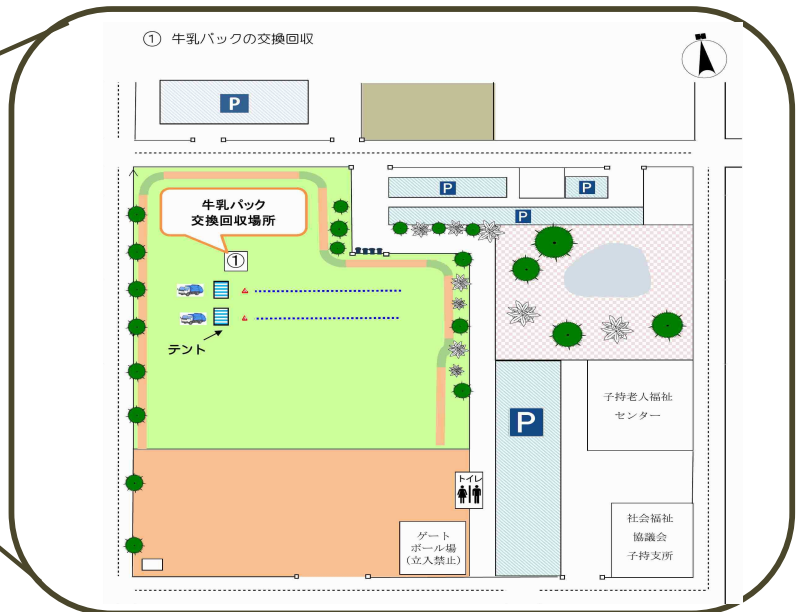 ① 牛乳パックの交換回収
P
P
P
P
牛乳パック
交換回収場所
①
テント
P
子持老人福祉
センター
トイレ
ゲート
ボール場
(立入禁止)
社会福祉
協議会
子持支所